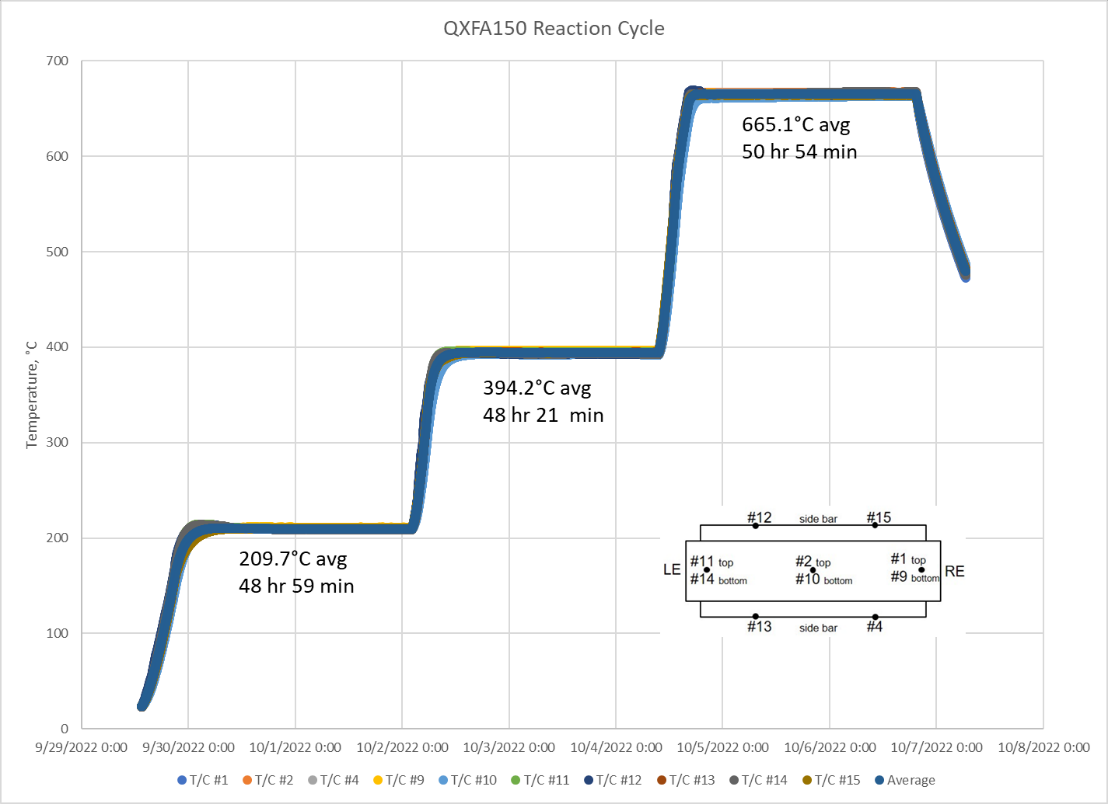 QXFA150 Reaction Cycle
700
600
500
400
300
200
100
0
Temperature, °C
665.1°C avg
50 hr 54 min
394.2°C avg
48 hr 21 min
209.7°C avg
48 hr 59 min
#12 side bar #15
LE #11 top #2 top #1 top RE
#14 bottom #10 bottom #9 bottom
#13 side bar #4
9/29/2022 0:00 9/30/2022 0:00 10/1/2022 0:00 10/2/2022 0:00 10/3/2022 0:00 10/4/2022 0:00 10/5/2022 0:00 10/6/2022 0:00 10/7/2022 0:00 10/8/2022 0:00
T/C #1 T/C #2 T/C #4 T/C #9 T/C #10 T/C #11 T/C #12 T/C #13 T/C #14 T/C #15 Average